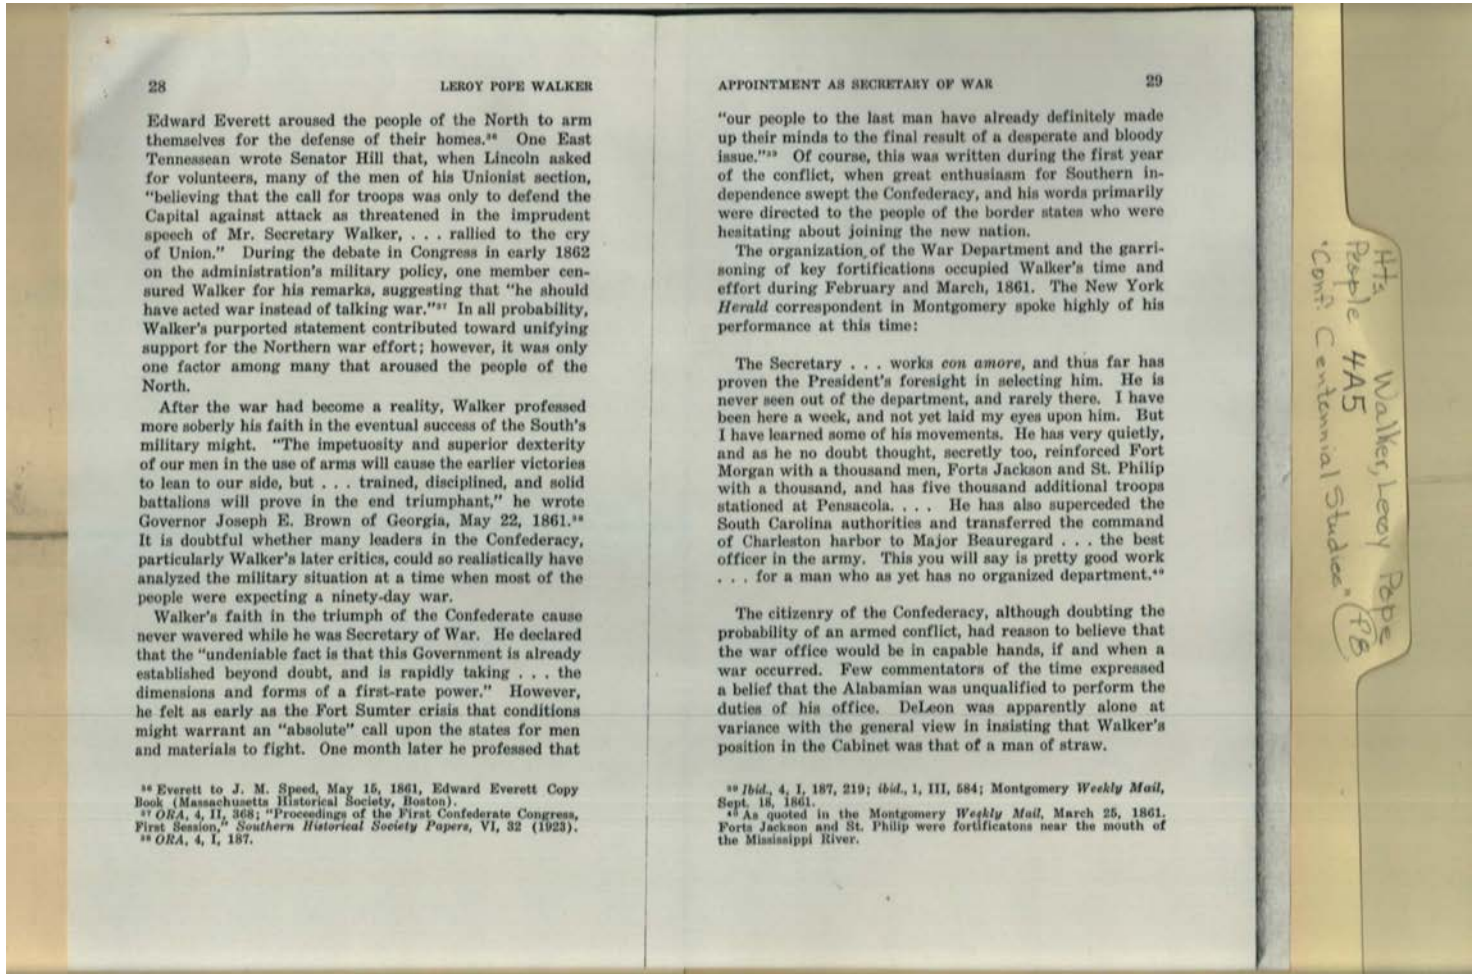 28 LEROY POPE WALKER
Edward Everett aroused the people of the North to arm
themselves for the defense of their homes.³⁶ One East
Tennessean wrote Senator Hill that, when Lincoln asked
for volunteers, many of the men of his Unionist section,
“believing that the call for troops was only to defend the
Capital against attack as threatened in the imprudent
speech of Mr. Secretary Walker, . . . rallied to the cry
of Union.” During the debate in Congress in early 1862
on the administration’s military policy, one member cen-
sured Walker for his remarks, suggesting that “he should
have acted war instead of talking war.”³⁷ In all probability,
Walker’s purported statement contributed toward unifying
support for the Northern war effort; however, it was only
one factor among many that aroused the people of the
North.
After the war had become a reality, Walker professed
more soberly his faith in the eventual success of the South’s
military might. “The impetuosity and superior dexterity
of our men in the use of arms will cause the earlier victories
to lean to our side, but . . . trained, disciplined, and solid
battalions will prove in the end triumphant,” he wrote
Governor Joseph E. Brown of Georgia, May 22, 1861.³⁸
It is doubtful whether many leaders in the Confederacy,
particularly Walker’s later critics, could so realistically have
analyzed the military situation at a time when most of the
people were expecting a ninety-day war.
Walker’s faith in the triumph of the Confederate cause
never wavered while he was Secretary of War. He declared
that the “undeniable fact is that this Government is already
established beyond doubt, and is rapidly taking . . . the
dimensions and forms of a first-rate power.” However,
he felt as early as the Fort Sumter crisis that conditions
might warrant an “absolute” call upon the states for men
and materials to fight. One month later he professed that
³⁶ Everett to J. M. Speed, May 15, 1861, Edward Everett Copy
Book (Massachusetts Historical Society, Boston).
³⁷ ORA, 4, II, 368; “Proceedings of the First Confederate Congress,
First Session,” Southern Historical Society Papers, VI, 32 (1923).
³⁸ ORA, 4, I, 187.
APPOINTMENT AS SECRETARY OF WAR 29
“our people to the last man have already definitely made
up their minds to the final result of a desperate and bloody
issue.”³⁹ Of course, this was written during the first year
of the conflict, when great enthusiasm for Southern in-
dependence swept the Confederacy, and his words primarily
were directed to the people of the border states who were
hesitating about joining the new nation.
The organization of the War Department and the garri-
soning of key fortifications occupied Walker’s time and
effort during February and March, 1861. The New York
Herald correspondent in Montgomery spoke highly of his
performance at this time:
The Secretary . . . works con amore, and thus far has
proven the President’s foresight in selecting him. He is
never seen out of the department, and rarely there. I have
been here a week, and not yet laid my eyes upon him. But
I have learned some of his movements. He has very quietly,
and as he no doubt thought, secretly too, reinforced Fort
Morgan with a thousand men, Forts Jackson and St. Philip
with a thousand, and has five thousand additional troops
stationed at Pensacola. . . . He has also superceded the
South Carolina authorities and transferred the command
of Charleston harbor to Major Beauregard . . . the best
officer in the army. This you will say is pretty good work
. . . for a man who as yet has no organized department.⁴⁰
The citizenry of the Confederacy, although doubting the
probability of an armed conflict, had reason to believe that
the war office would be in capable hands, if and when a
war occurred. Few commentators of the time expressed
a belief that the Alabamian was unqualified to perform the
duties of his office. DeLeon was apparently alone at
variance with the general view in insisting that Walker’s
position in the Cabinet was that of a man of straw.
³⁹ Ibid., 4, I, 187, 219; ibid., 1, III, 584; Montgomery Weekly Mail,
Sept. 18, 1861.
⁴⁰ As quoted in the Montgomery Weekly Mail, March 25, 1861.
Forts Jackson and St. Philip were fortificatons near the mouth of
the Mississippi River.
Walker, Leroy Pope
People 4A5
"Conf. Centennial Studies" P8